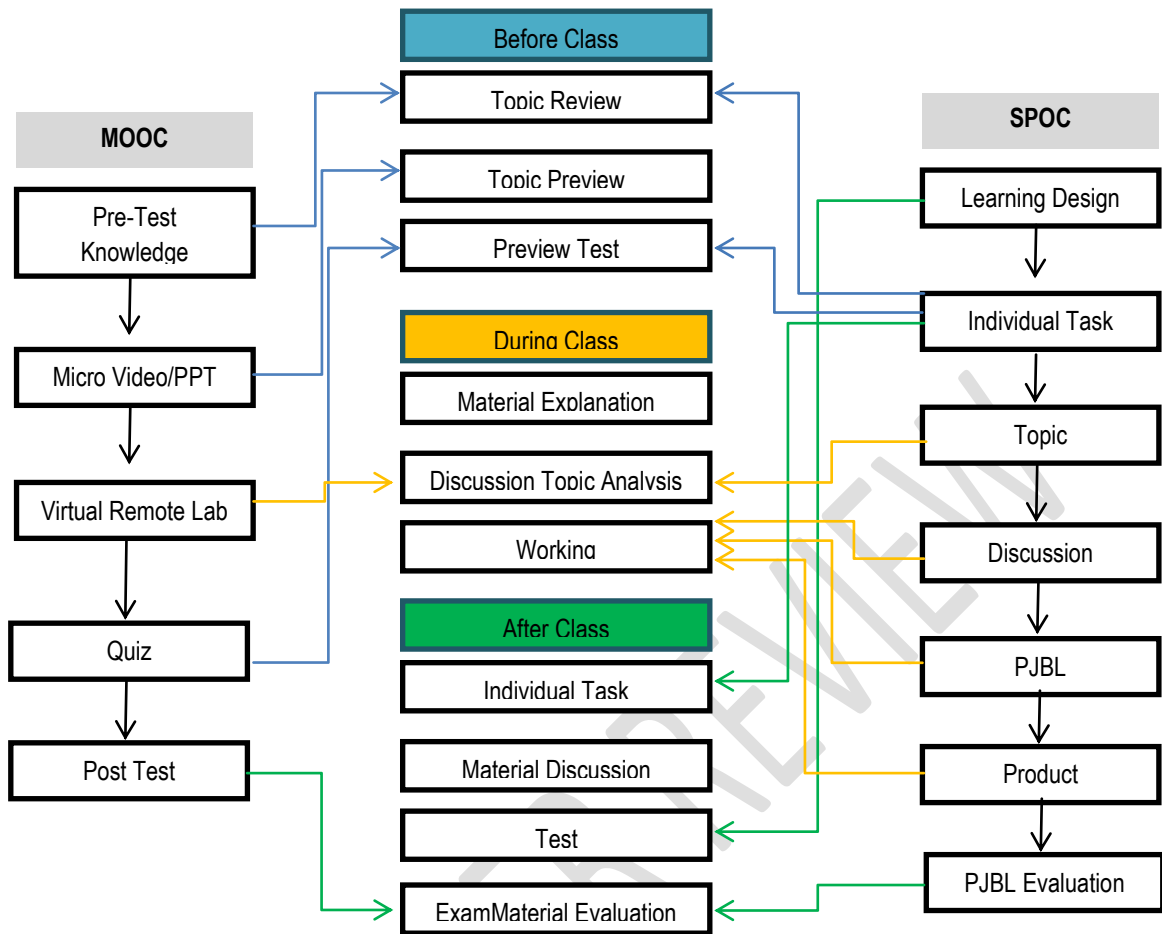 Before Class
Topic Review
Topic Preview
Preview Test
During Class
Material Explanation
Discussion Topic Analysis
Working
After Class
Individual Task
Material Discussion
Test
ExamMaterial Evaluation
MOOC
Pre-Test
Knowledge
Micro Video/PPT
Virtual Remote Lab
Quiz
Post Test
SPOC
Learning Design
Individual Task
Topic
Discussion
PJBL
Product
PJBL Evaluation
REVIEW